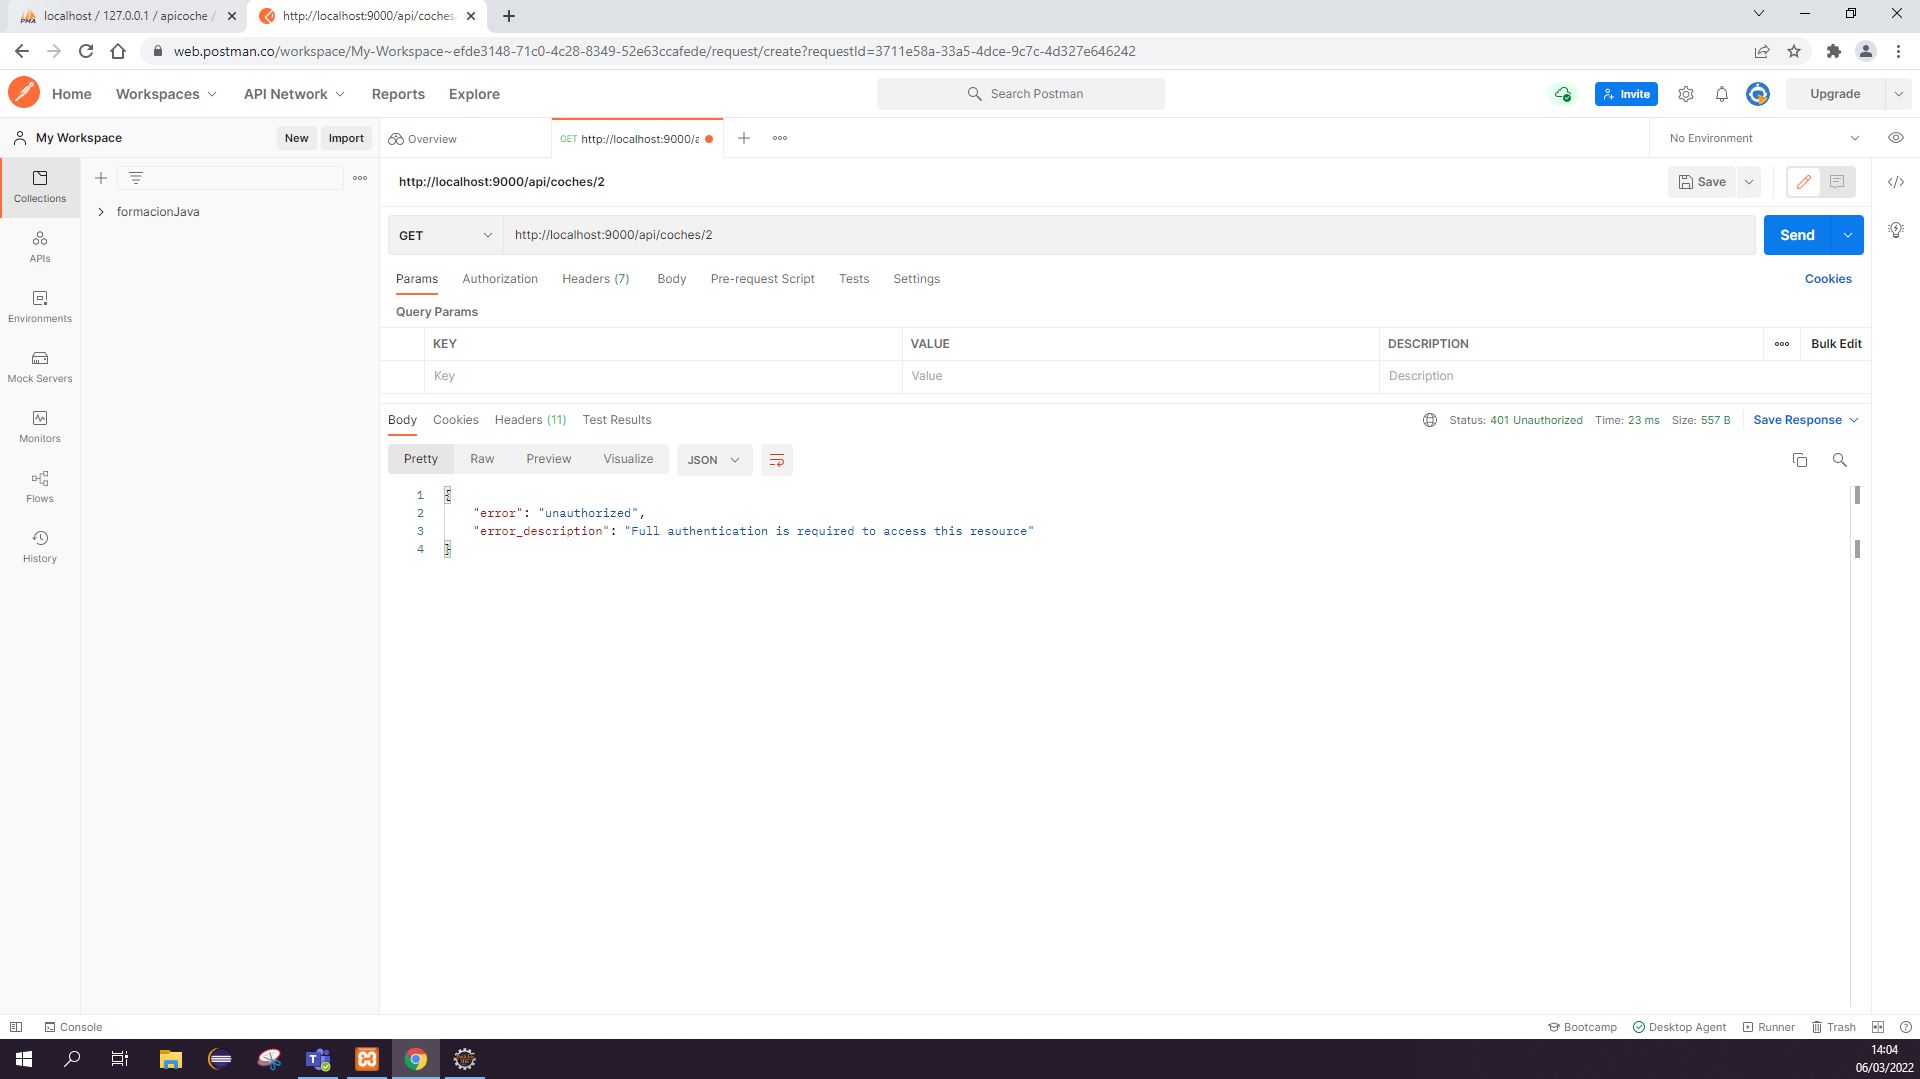 localhost / 127.0.0.1 / apicoche /
http://localhost:9000/api/coches
web.postman.co/workspace/My-Workspace~efde3148-71c0-4c28-8349-52e63ccafede/request/create?requestId=3711e58a-33a5-4dce-9c7c-4d327e646242
Home Workspaces API Network Reports Explore Search Postman Invite Upgrade
My Workspace New Import Overview GET http://localhost:9000/a No Environment
Collections
APIs
Environments
Mock Servers
Monitors
Flows
History
formacionJava
http://localhost:9000/api/coches/2 Save
GET http://localhost:9000/api/coches/2 Send
Params Authorization Headers (7) Body Pre-request Script Tests Settings Cookies
Query Params
KEY VALUE DESCRIPTION Bulk Edit
Key Value Description
Body Cookies Headers (11) Test Results Status: 401 Unauthorized Time: 23 ms Size: 557 B Save Response
Pretty Raw Preview Visualize JSON
1 {
2 "error": "unauthorized",
3 "error_description": "Full authentication is required to access this resource"
4 }
Console Bootcamp Desktop Agent Runner Trash
14:04
06/03/2022